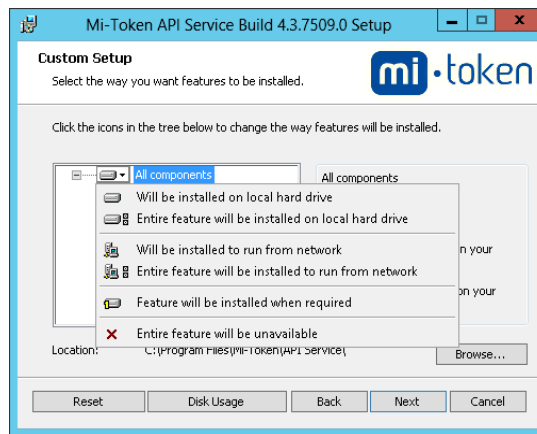 Mi-Token API Service Build 4.3.7509.0 Setup
Custom Setup
Select the way you want features to be installed.
mi·token
Click the icons in the tree below to change the way features will be installed.
All components
All components
Will be installed on local hard drive
Entire feature will be installed on local hard drive
Will be installed to run from network
n your
Entire feature will be installed to run from network
Feature will be installed when required
on your
Entire feature will be unavailable
Location: C:\Program Files\Mi-Token\API Service\
Browse...
Reset Disk Usage Back Next Cancel